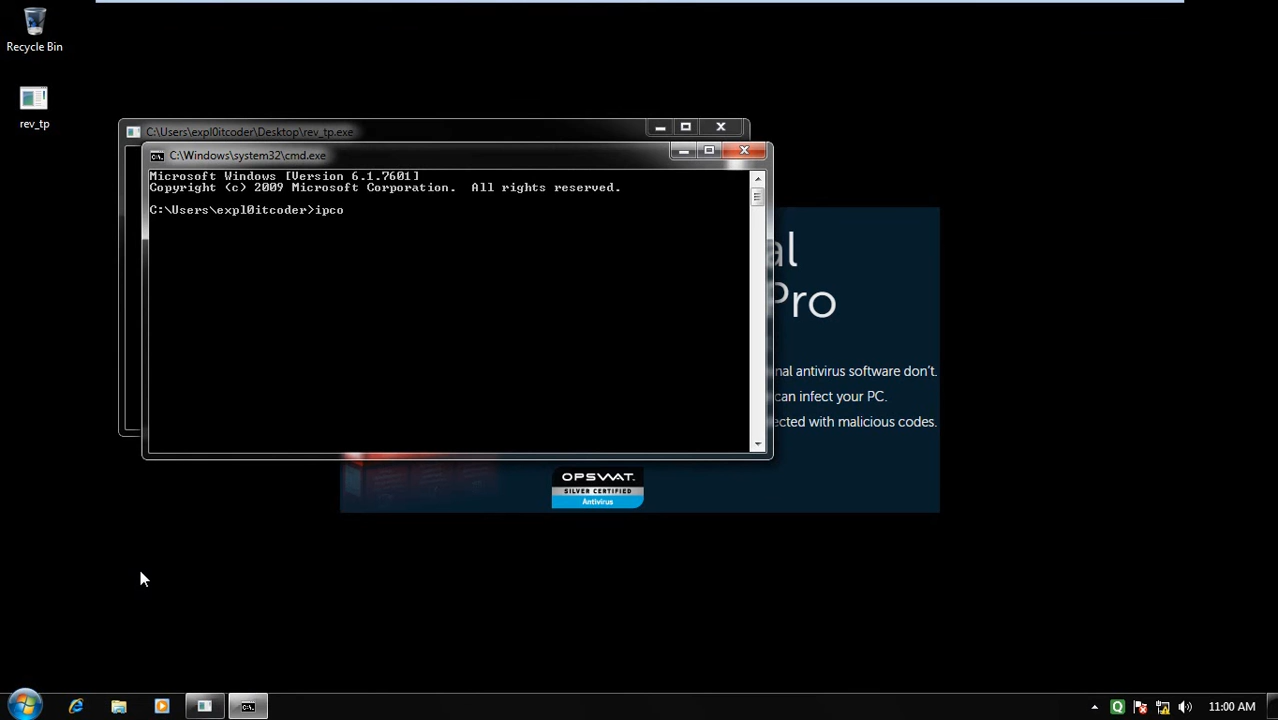 Recycle Bin
rev_tp
C:\Users\expl0itcoder\Desktop\rev_tp.exe
C:\Windows\system32\cmd.exe
Microsoft Windows [Version 6.1.7601]
Copyright (c) 2009 Microsoft Corporation.  All rights reserved.
C:\Users\expl0itcoder>ipco
al
Pro
nal antivirus software don't.
can infect your PC.
ected with malicious codes.
OPSWAT.
SILVER CERTIFIED
Antivirus
Q
11:00 AM